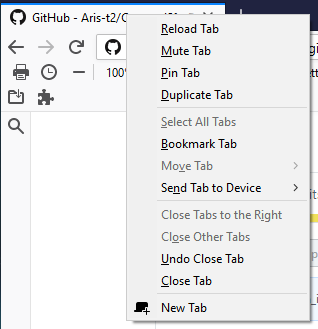 GitHub - Aris-t2/
Reload Tab
Mute Tab
Pin Tab
100%
Duplicate Tab
Select All Tabs
Bookmark Tab
Move Tab
Send Tab to Device
Close Tabs to the Right
Close Other Tabs
Undo Close Tab
Close Tab
New Tab